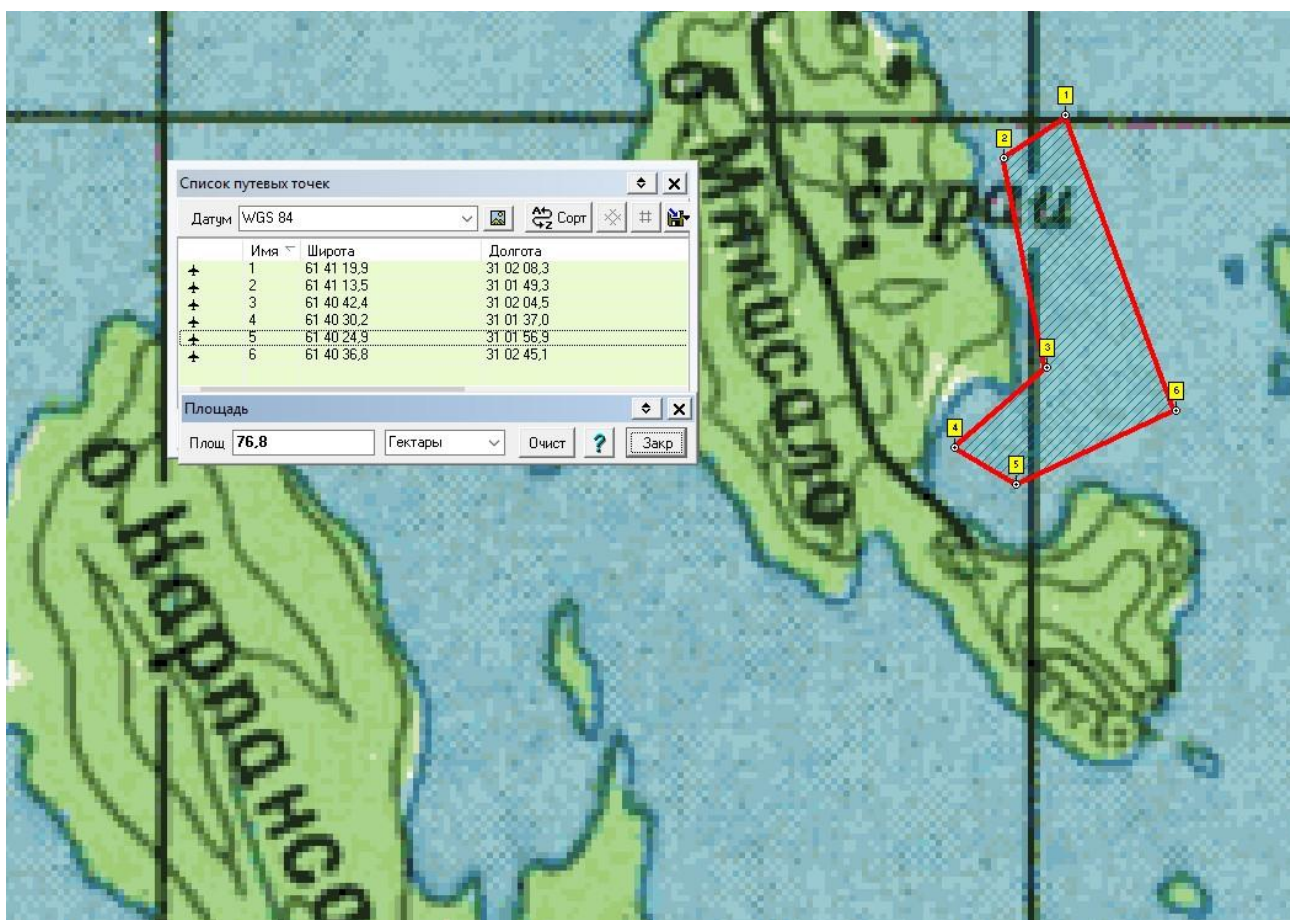 1
2
Список путевых точек
Датум WGS 84 Сорт
Имя Широта Долгота
1 61 41 19,9 31 02 08,3
2 61 41 13,5 31 01 49,3
3 61 40 42,4 31 02 04,5
4 61 40 30,2 31 01 37,0
5 61 40 24,9 31 01 56,9
6 61 40 36,8 31 02 45,1
Площадь
Площ 76,8 Гектары Очист ? Закр
о. Мякисало
сараи
3
6
4
5
о. Карпансa